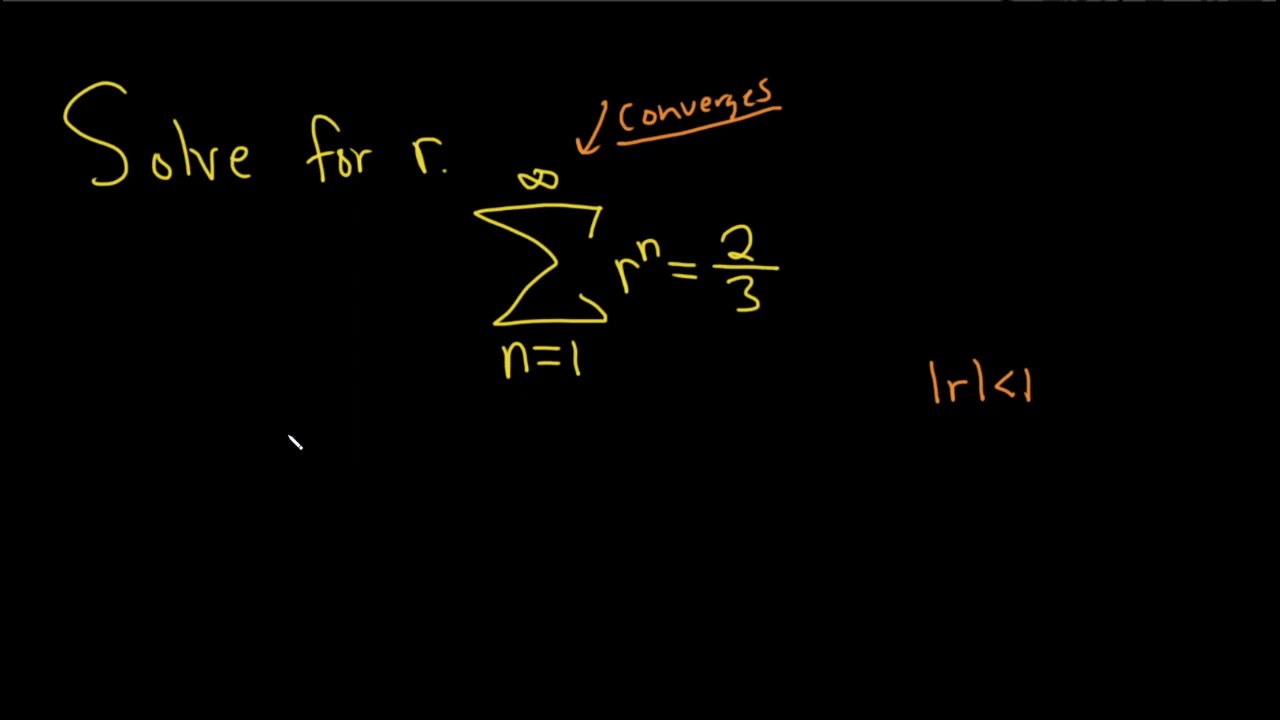 Converges
Solve for r.
∞
∑ rⁿ = 2/3
n=1
|r|<1